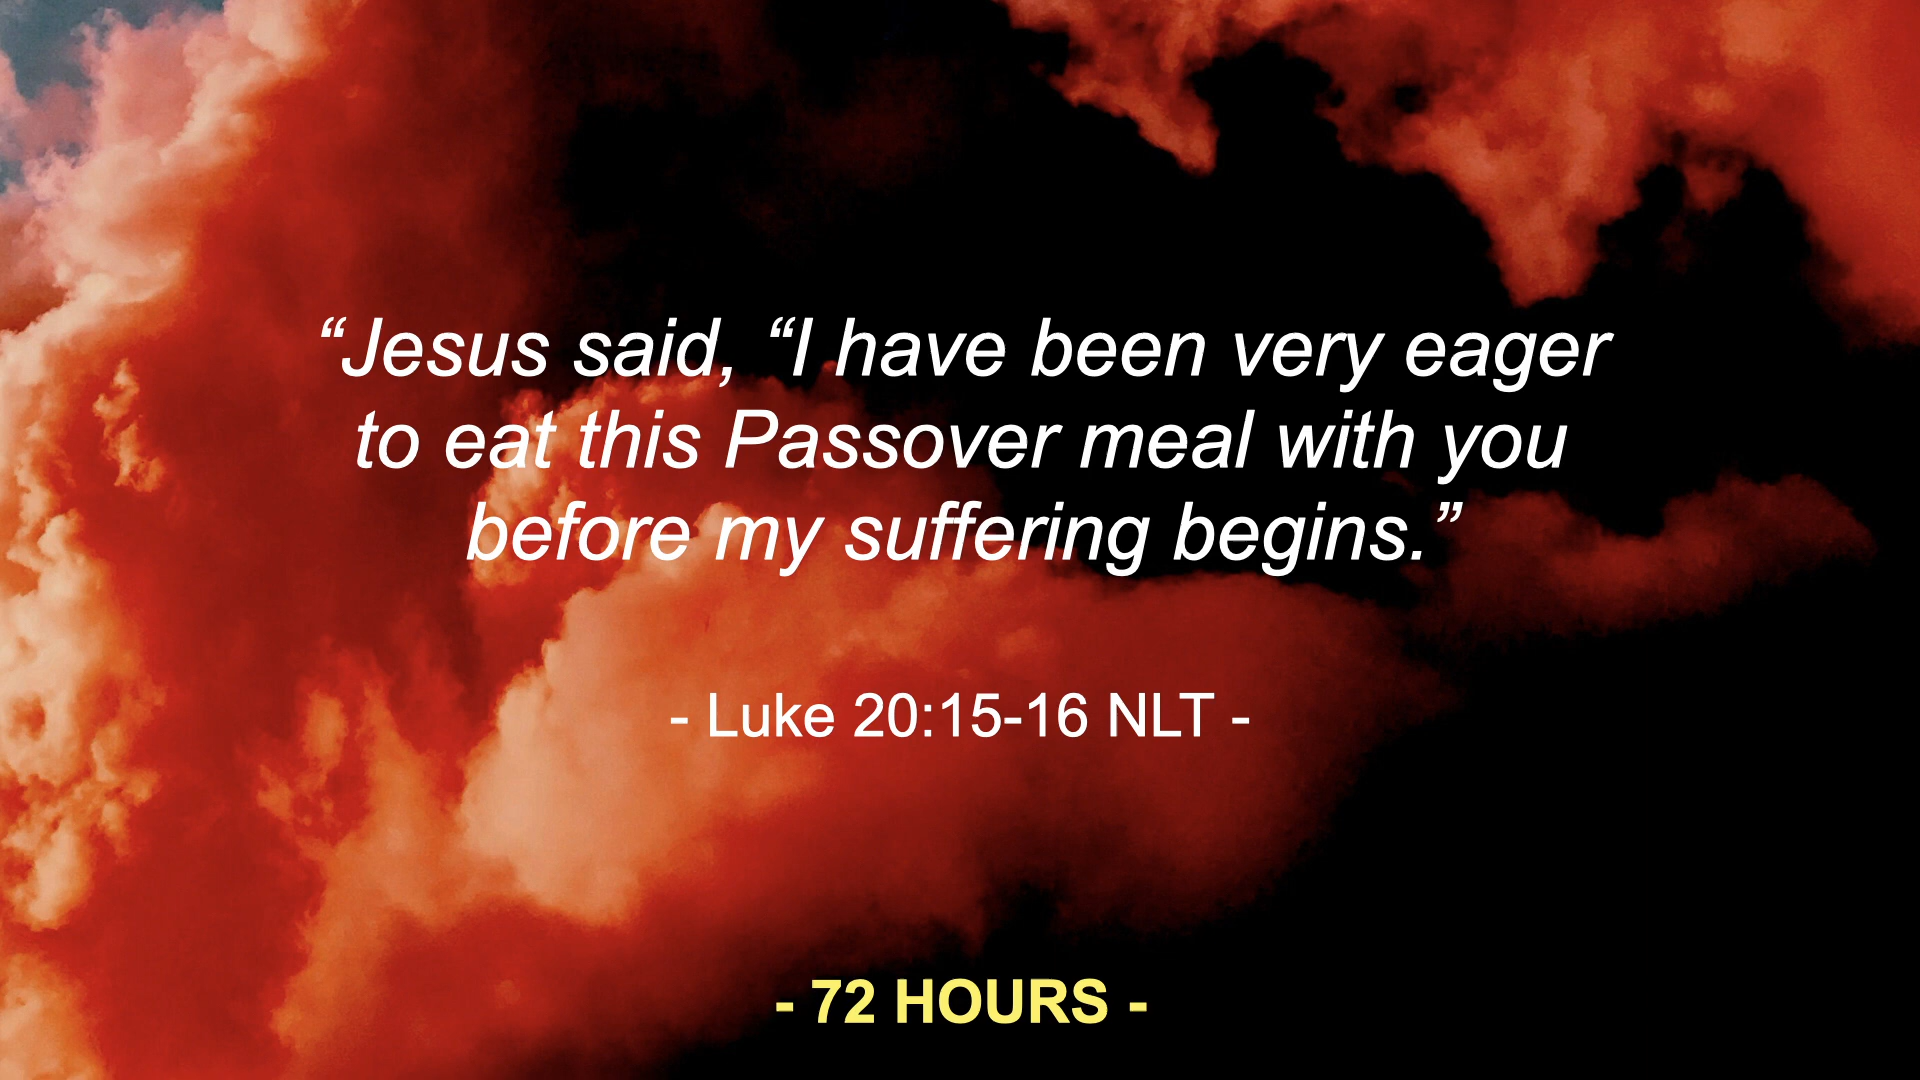 “Jesus said, “I have been very eager
to eat this Passover meal with you
before my suffering begins.”
- Luke 20:15-16 NLT -
- 72 HOURS -